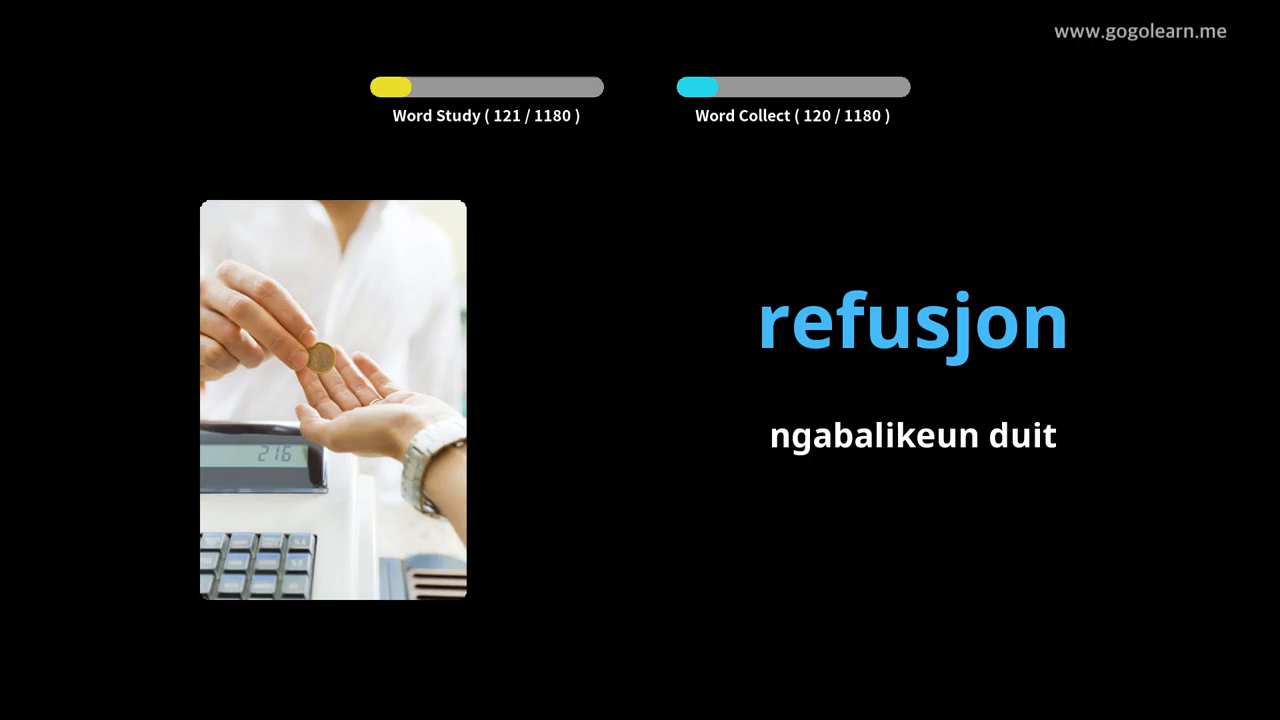 www.gogolearn.me
Word Study ( 121 / 1180 )
Word Collect ( 120 / 1180 )
216
refusjon
ngabalikeun duit